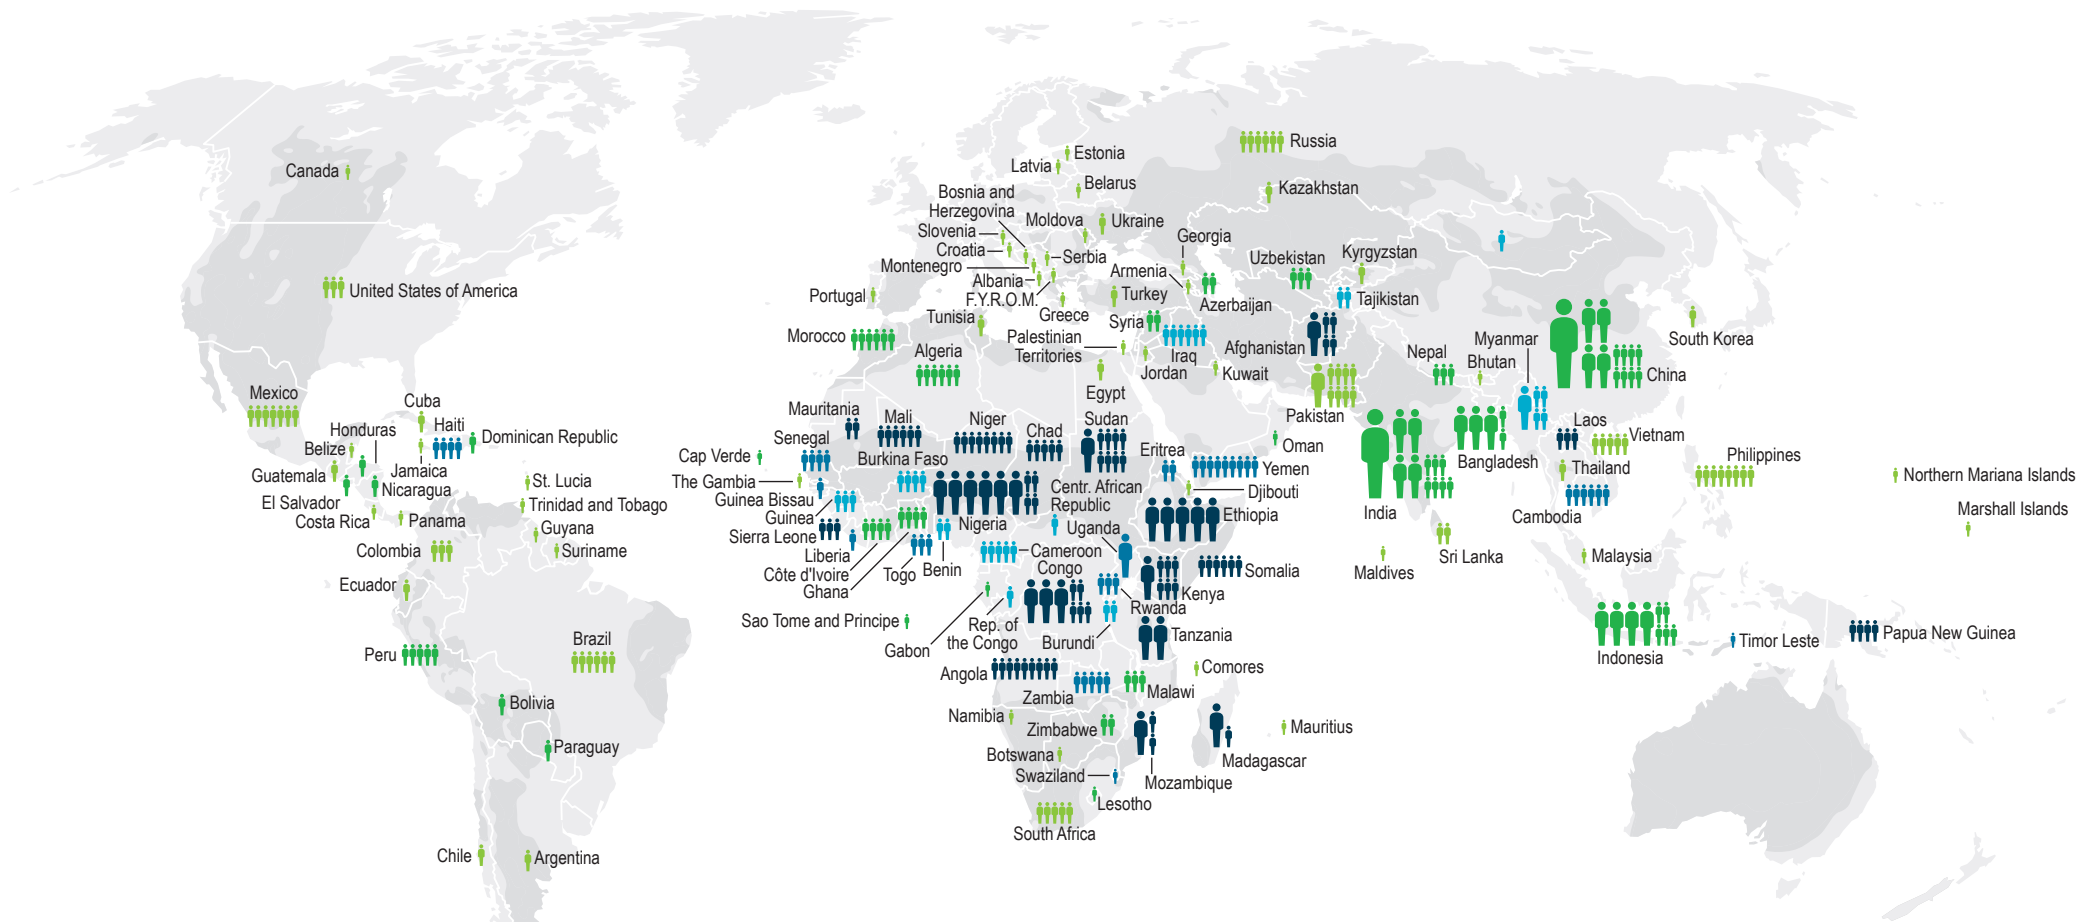 Canada
United States of America
Mexico
Cuba
Haiti
Dominican Republic
Honduras
Belize
Jamaica
Guatemala
Nicaragua
El Salvador
Costa Rica
Panama
St. Lucia
Trinidad and Tobago
Guyana
Suriname
Colombia
Ecuador
Peru
Brazil
Bolivia
Paraguay
Chile
Argentina
Russia
Estonia
Latvia
Belarus
Kazakhstan
Bosnia and
Herzegovina
Moldova
Ukraine
Slovenia
Croatia
Serbia
Montenegro
Albania
F.Y.R.O.M.
Greece
Portugal
Georgia
Armenia
Azerbaijan
Turkey
Uzbekistan
Kyrgyzstan
Tajikistan
Tunisia
Morocco
Algeria
Palestinian
Territories
Syria
Iraq
Jordan
Kuwait
Afghanistan
Egypt
Pakistan
Nepal
Bhutan
Myanmar
China
South Korea
Mauritania
Mali
Niger
Chad
Sudan
Senegal
Cap Verde
Burkina Faso
The Gambia
Guinea Bissau
Guinea
Sierra Leone
Liberia
Côte d'Ivoire
Ghana
Togo
Benin
Nigeria
Eritrea
Yemen
Oman
Djibouti
Centr. African
Republic
Ethiopia
Uganda
Cameroon
Congo
Somalia
Kenya
Rwanda
Sao Tome and Principe
Gabon
Rep. of
the Congo
Burundi
Tanzania
Angola
Zambia
Malawi
Comores
Namibia
Zimbabwe
Mauritius
Botswana
Swaziland
Mozambique
Madagascar
Lesotho
South Africa
India
Bangladesh
Laos
Vietnam
Thailand
Cambodia
Philippines
Sri Lanka
Maldives
Malaysia
Indonesia
Timor Leste
Papua New Guinea
Northern Mariana Islands
Marshall Islands